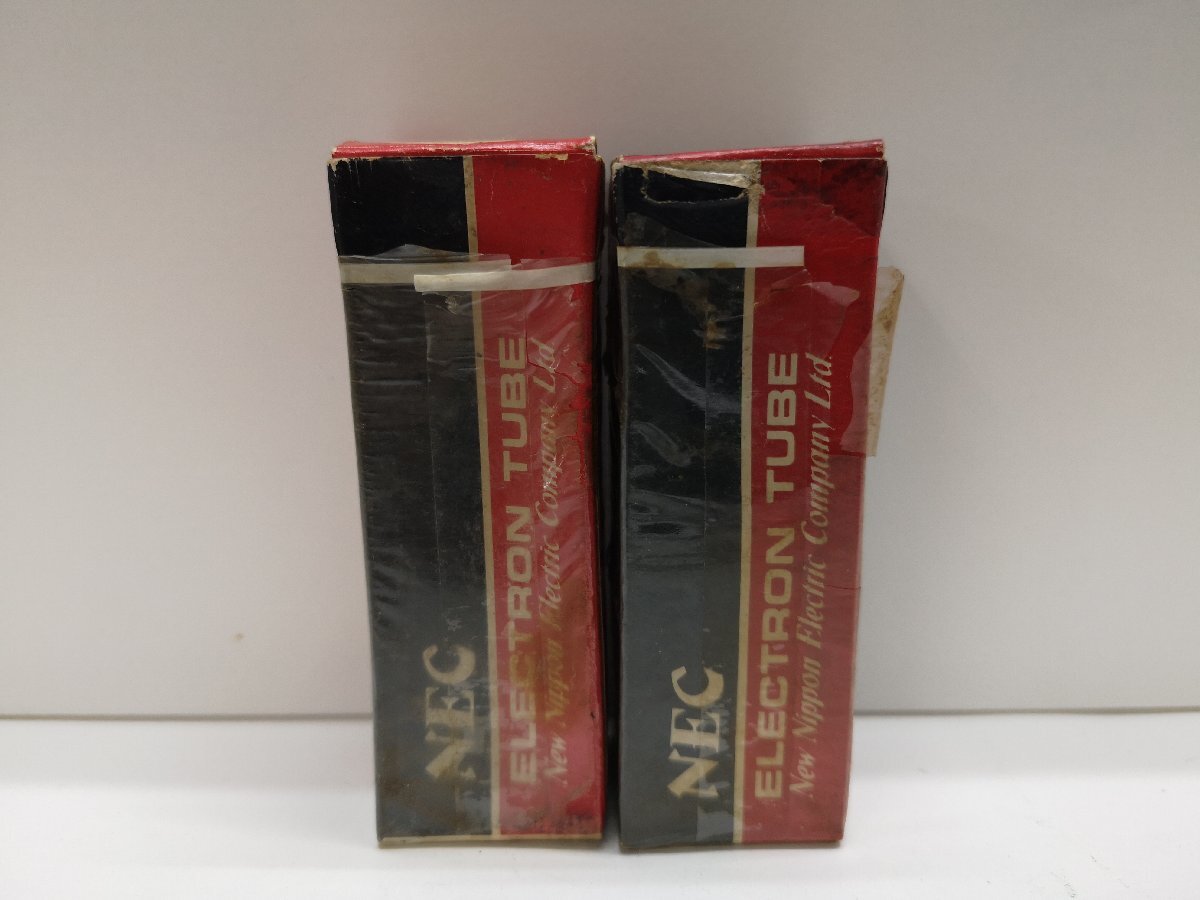 NEC
ELECTRON TUBE
New Nippon Electric Company Ltd
NEC
ELECTRON TUBE
New Nippon Electric Company Ltd.